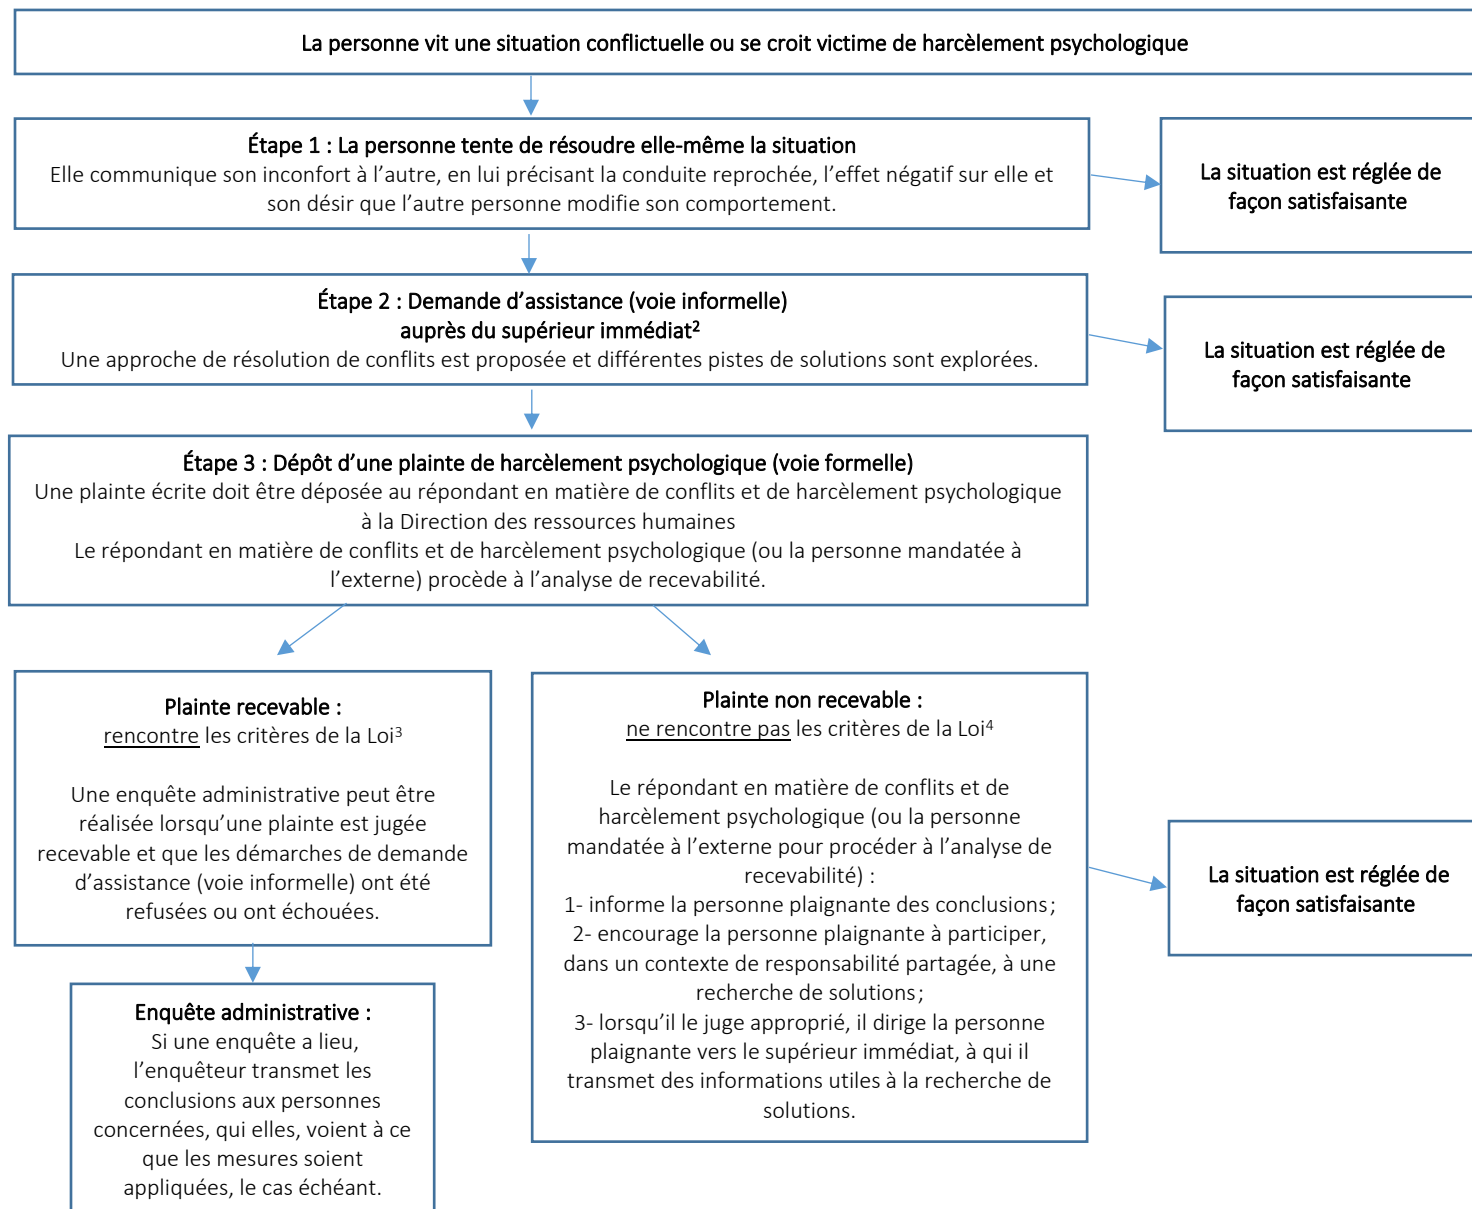 La personne vit une situation conflictuelle ou se croit victime de harcèlement psychologique
Étape 1 : La personne tente de résoudre elle-même la situation
Elle communique son inconfort à l’autre, en lui précisant la conduite reprochée, l’effet négatif sur elle et
son désir que l’autre personne modifie son comportement.
La situation est réglée de
façon satisfaisante
Étape 2 : Demande d’assistance (voie informelle)
auprès du supérieur immédiat²
Une approche de résolution de conflits est proposée et différentes pistes de solutions sont explorées.
La situation est réglée de
façon satisfaisante
Étape 3 : Dépôt d’une plainte de harcèlement psychologique (voie formelle)
Une plainte écrite doit être déposée au répondant en matière de conflits et de harcèlement psychologique
à la Direction des ressources humaines
Le répondant en matière de conflits et de harcèlement psychologique (ou la personne mandatée à
l’externe) procède à l’analyse de recevabilité.
Plainte recevable :
rencontre les critères de la Loi³
Une enquête administrative peut être
réalisée lorsqu’une plainte est jugée
recevable et que les démarches de demande
d’assistance (voie informelle) ont été
refusées ou ont échouées.
Enquête administrative :
Si une enquête a lieu,
l’enquêteur transmet les
conclusions aux personnes
concernées, qui elles, voient à ce
que les mesures soient
appliquées, le cas échéant.
Plainte non recevable :
ne rencontre pas les critères de la Loi⁴
Le répondant en matière de conflits et de
harcèlement psychologique (ou la personne
mandatée à l’externe pour procéder à l’analyse de
recevabilité) :
1- informe la personne plaignante des conclusions;
2- encourage la personne plaignante à participer,
dans un contexte de responsabilité partagée, à une
recherche de solutions;
3- lorsqu’il le juge approprié, il dirige la personne
plaignante vers le supérieur immédiat, à qui il
transmet des informations utiles à la recherche de
solutions.
La situation est réglée de
façon satisfaisante